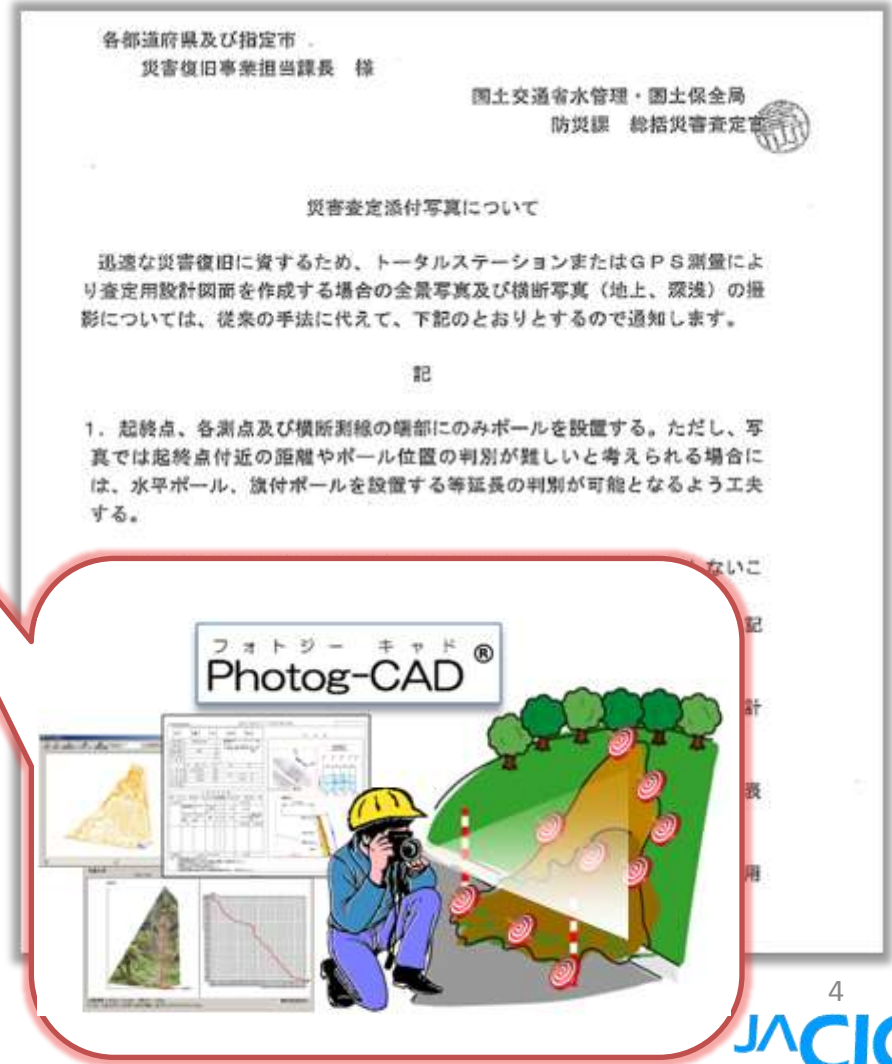 各都道府県及び指定市
災害復旧事業担当課長　様
国土交通省水管理・国土保全局
防災課　総括災害査定官
災害査定添付写真について
迅速な災害復旧に資するため、トータルステーションまたはＧＰＳ測量によ
り査定用設計図面を作成する場合の全景写真及び横断写真（地上、深浅）の撮
影については、従来の手法に代えて、下記のとおりとするので通知します。
記
１．起終点、各測点及び横断測線の端部にのみポールを設置する。ただし、写
真では起終点付近の距離やポール位置の判別が難しいと考えられる場合に
は、水平ポール、旗付ポールを設置する等延長の判別が可能となるよう工夫
する。
ないこ
記
計
表
用
フォトジー　キャド
Photog-CAD®
4
JACIC